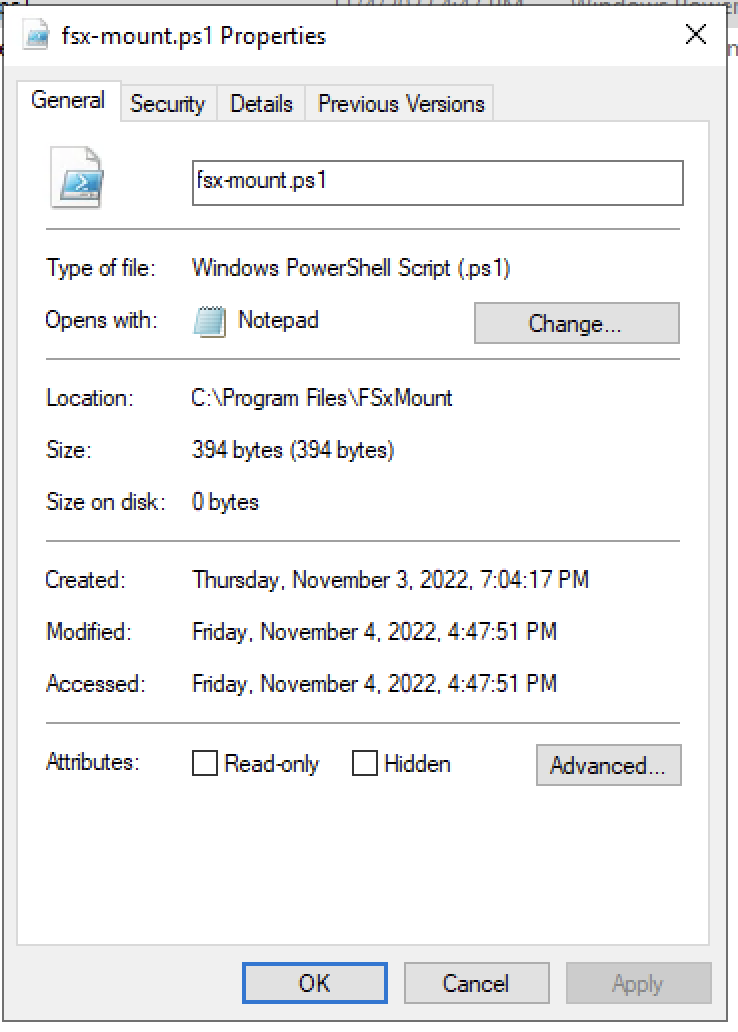 fsx-mount.ps1 Properties
General Security Details Previous Versions
fsx-mount.ps1
Type of file: Windows PowerShell Script (.ps1)
Opens with: Notepad Change...
Location: C:\Program Files\FSxMount
Size: 394 bytes (394 bytes)
Size on disk: 0 bytes
Created: Thursday, November 3, 2022, 7:04:17 PM
Modified: Friday, November 4, 2022, 4:47:51 PM
Accessed: Friday, November 4, 2022, 4:47:51 PM
Attributes: Read-only Hidden Advanced...
OK Cancel Apply